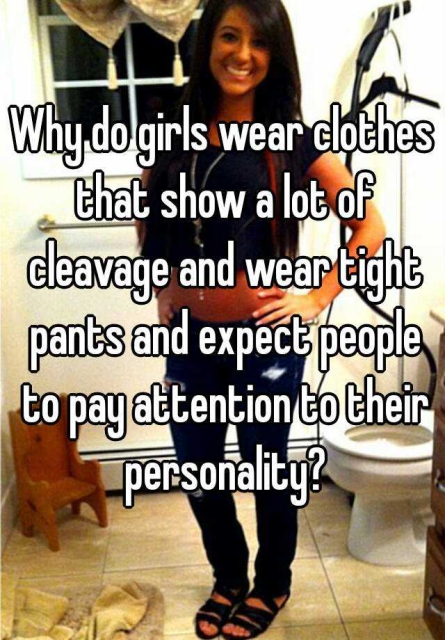 Why do girls wear clothes
that show a lot of
cleavage and wear tight
pants and expect people
to pay attention to their
personality?